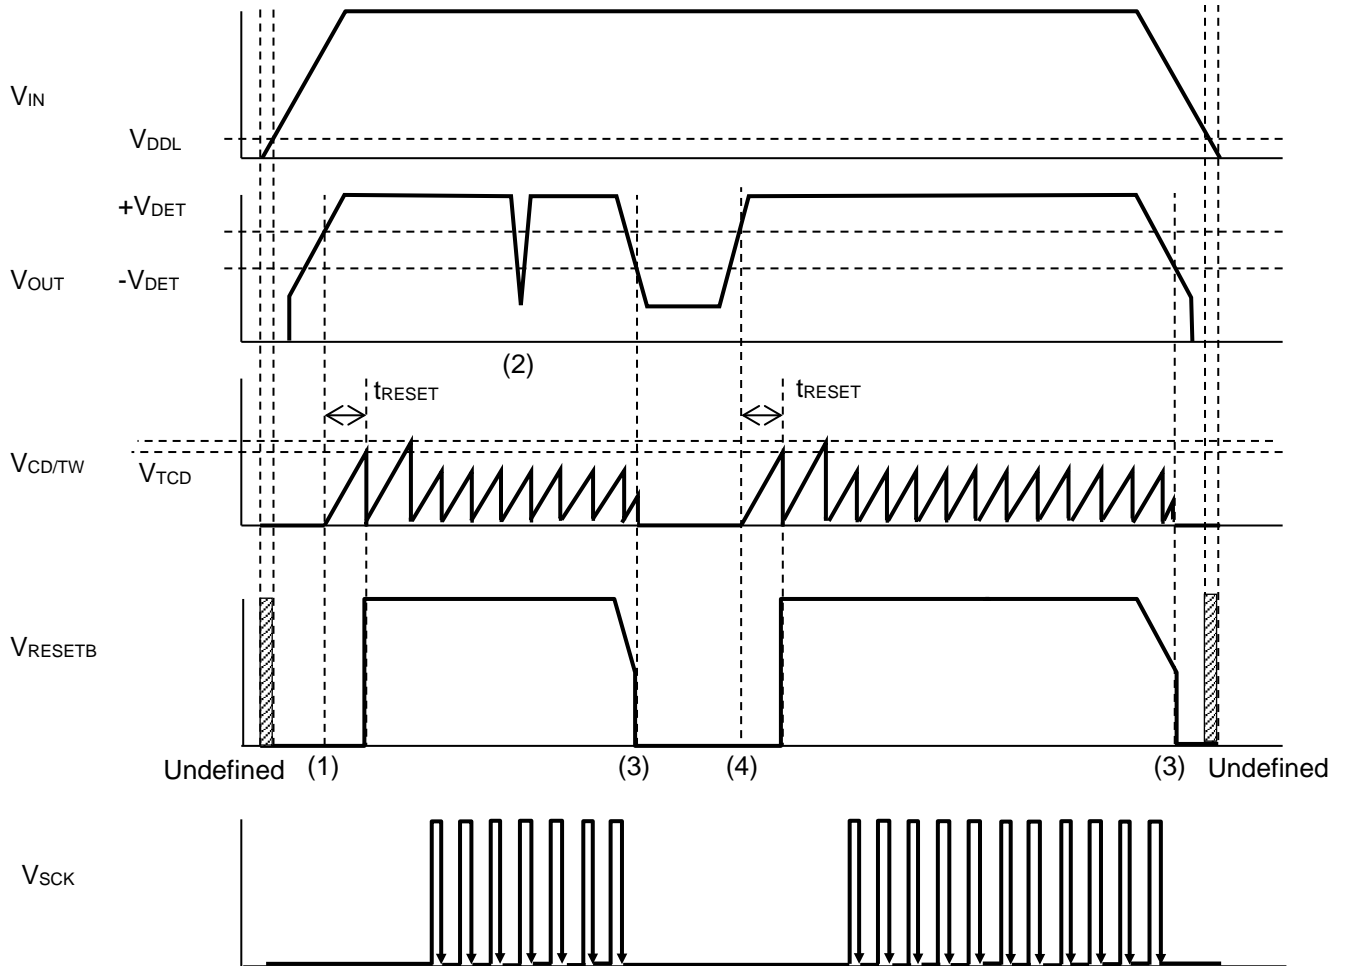 VIN
VDDL
+VDET
VOUT -VDET
(2)
tRESET tRESET
VCD/TW
VTCD
VRESETB
Undefined (1) (3) (4) (3) Undefined
VSCK